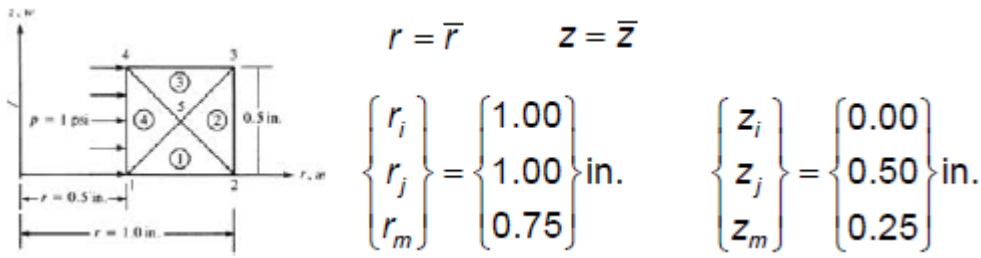 z, w
4 3
③
5
④ ②
p = 1 psi
0.5 in.
①
1 2
r, u
r = 0.5 in.
r = 1.0 in.
r = r̅ z = z̅
{r_i r_j r_m} = {1.00 1.00 0.75} in.
{z_i z_j z_m} = {0.00 0.50 0.25} in.